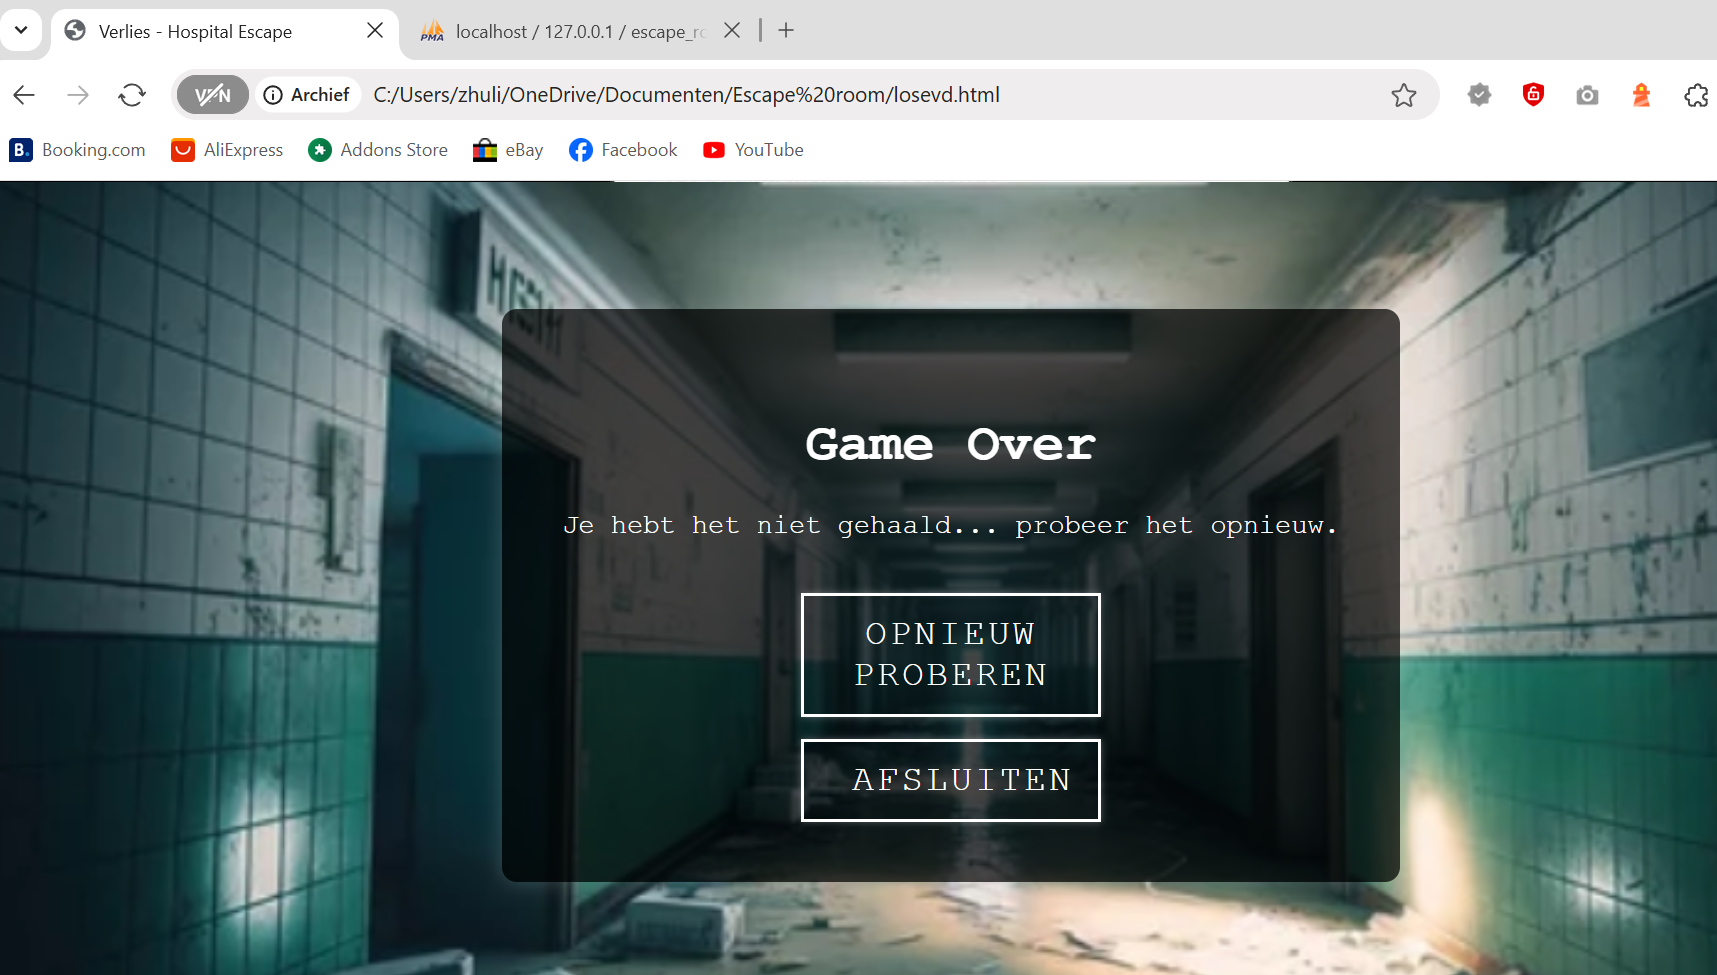 Verlies - Hospital Escape
localhost / 127.0.0.1 / escape_ro
VPN
Archief
C:/Users/zhuli/OneDrive/Documenten/Escape%20room/losevd.html
B. Booking.com
AliExpress
Addons Store
eBay
Facebook
YouTube
PMA
Game Over
Je hebt het niet gehaald... probeer het opnieuw.
OPNIEUW
PROBEREN
AFSLUITEN